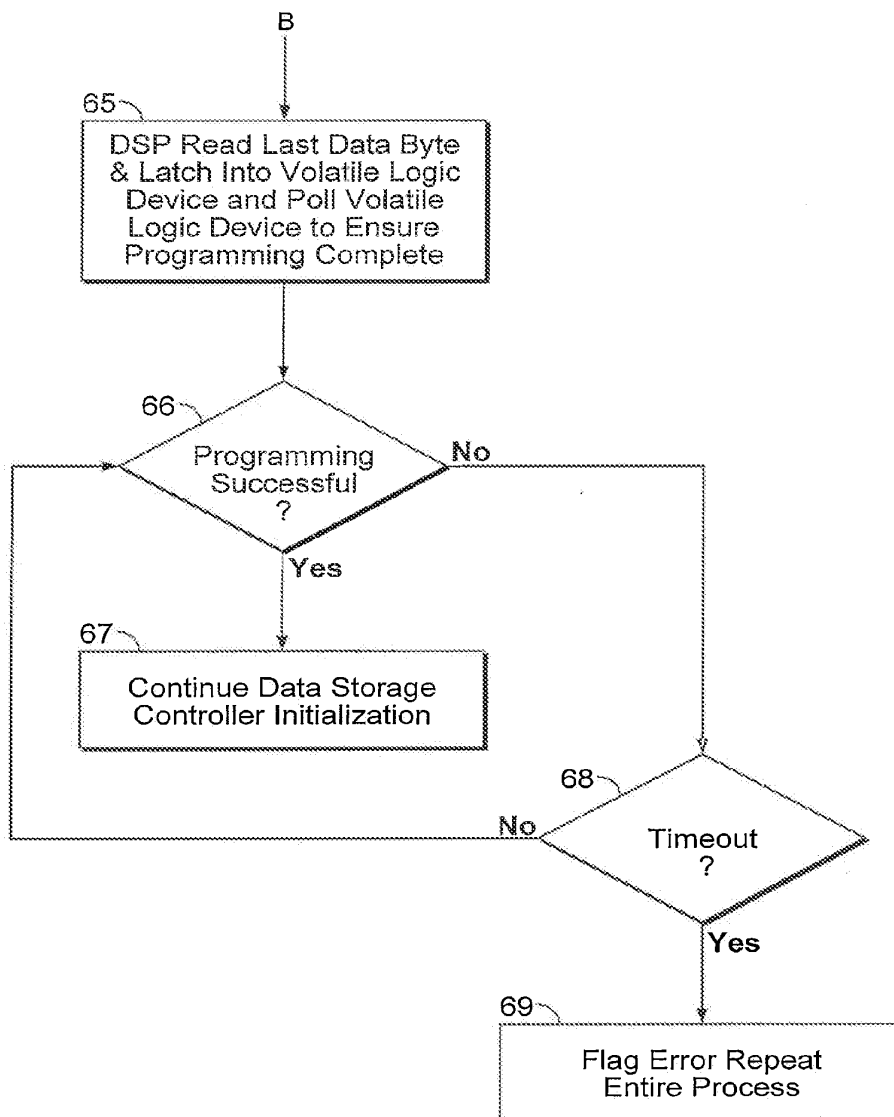 B
65
DSP Read Last Data Byte
& Latch Into Volatile Logic
Device and Poll Volatile
Logic Device to Ensure
Programming Complete
66
Programming
Successful
?
No
Yes
67
Continue Data Storage
Controller Initialization
68
No
Timeout
?
Yes
69
Flag Error Repeat
Entire Process